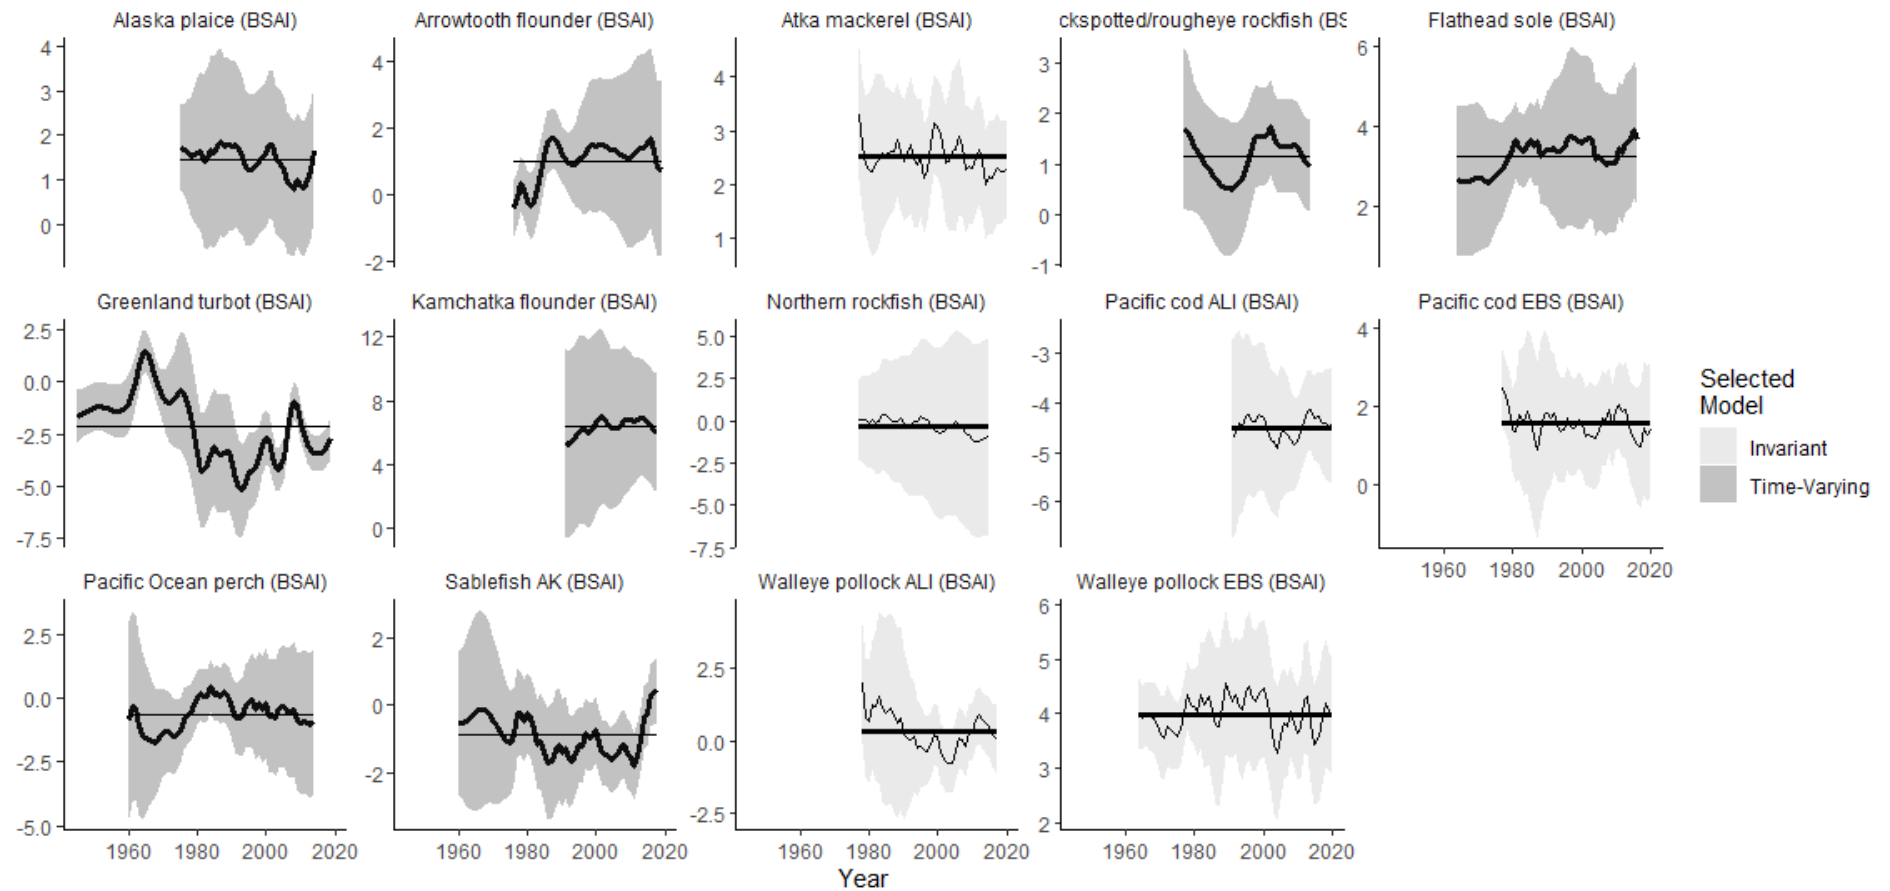 Alaska plaice (BSAI) Arrowtooth flounder (BSAI) Atka mackerel (BSAI) ckspotted/rougheye rockfish (BS Flathead sole (BSAI)
4 3 2 1 0
4 2 0 -2
4 3 2 1
3 2 1 0 -1
6 4 2
Greenland turbot (BSAI) Kamchatka flounder (BSAI) Northern rockfish (BSAI) Pacific cod ALI (BSAI) Pacific cod EBS (BSAI)
2.5 0.0 -2.5 -5.0 -7.5
12 8 4 0
5.0 2.5 0.0 -2.5 -5.0 -7.5
-3 -4 -5 -6
4 2 0
1960 1980 2000 2020
Selected
Model
Invariant
Time-Varying
Pacific Ocean perch (BSAI) Sablefish AK (BSAI) Walleye pollock ALI (BSAI) Walleye pollock EBS (BSAI)
2.5 0.0 -2.5 -5.0
2 0 -2
2.5 0.0 -2.5
6 5 4 3 2
1960 1980 2000 2020 1960 1980 2000 2020 1960 1980 2000 2020 1960 1980 2000 2020
Year